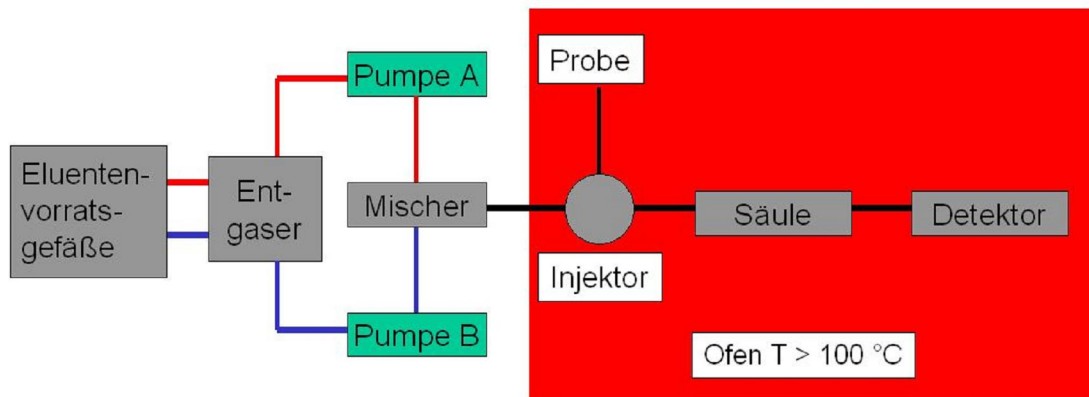 Eluenten-
vorrats-
gefäße
Ent-
gaser
Pumpe A
Mischer
Pumpe B
Probe
Injektor
Säule
Detektor
Ofen T > 100 °C